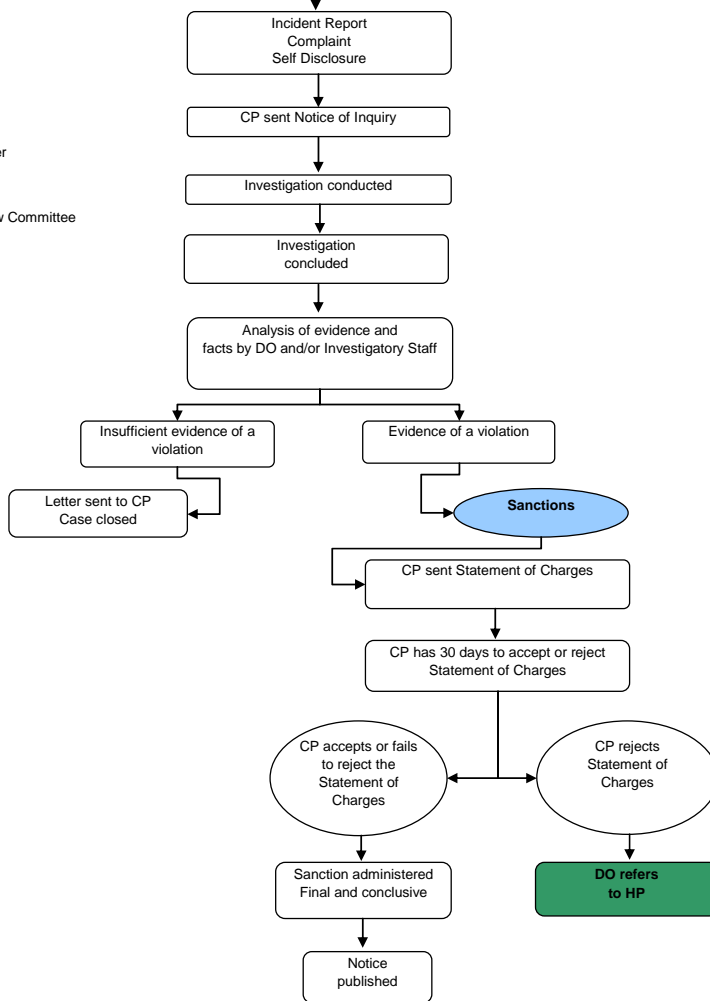 Incident Report
Complaint
Self Disclosure
CP sent Notice of Inquiry
er
Investigation conducted
w Committee
Investigation
concluded
Analysis of evidence and
facts by DO and/or Investigatory Staff
Insufficient evidence of a
violation
Evidence of a violation
Letter sent to CP
Case closed
Sanctions
CP sent Statement of Charges
CP has 30 days to accept or reject
Statement of Charges
CP accepts or fails
to reject the
Statement of
Charges
CP rejects
Statement of
Charges
Sanction administered
Final and conclusive
DO refers
to HP
Notice
published